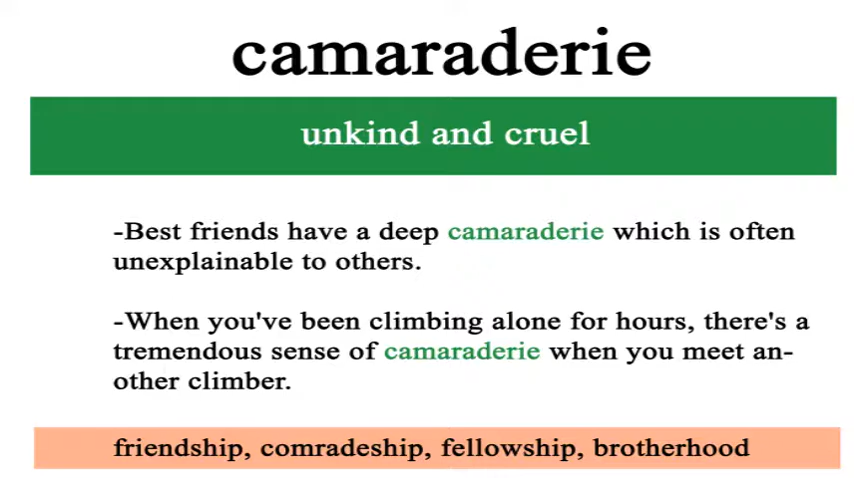 camaraderie
unkind and cruel
-Best friends have a deep camaraderie which is often
unexplainable to others.
-When you've been climbing alone for hours, there's a
tremendous sense of camaraderie when you meet an-
other climber.
friendship, comradeship, fellowship, brotherhood